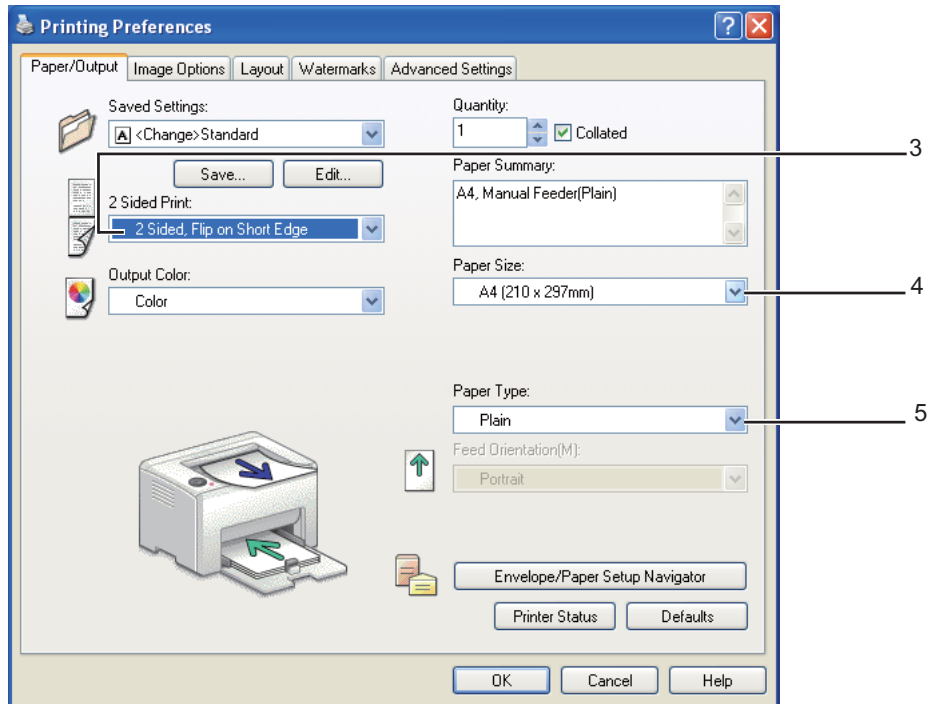 Printing Preferences
Paper/Output Image Options Layout Watermarks Advanced Settings
Saved Settings:
A <Change>Standard
Save... Edit...
2 Sided Print:
2 Sided, Flip on Short Edge
Output Color:
Color
Quantity:
1 Collated
Paper Summary:
A4, Manual Feeder(Plain)
Paper Size:
A4 (210 x 297mm)
Paper Type:
Plain
Feed Orientation(M):
Portrait
Envelope/Paper Setup Navigator
Printer Status Defaults
OK Cancel Help
3
4
5